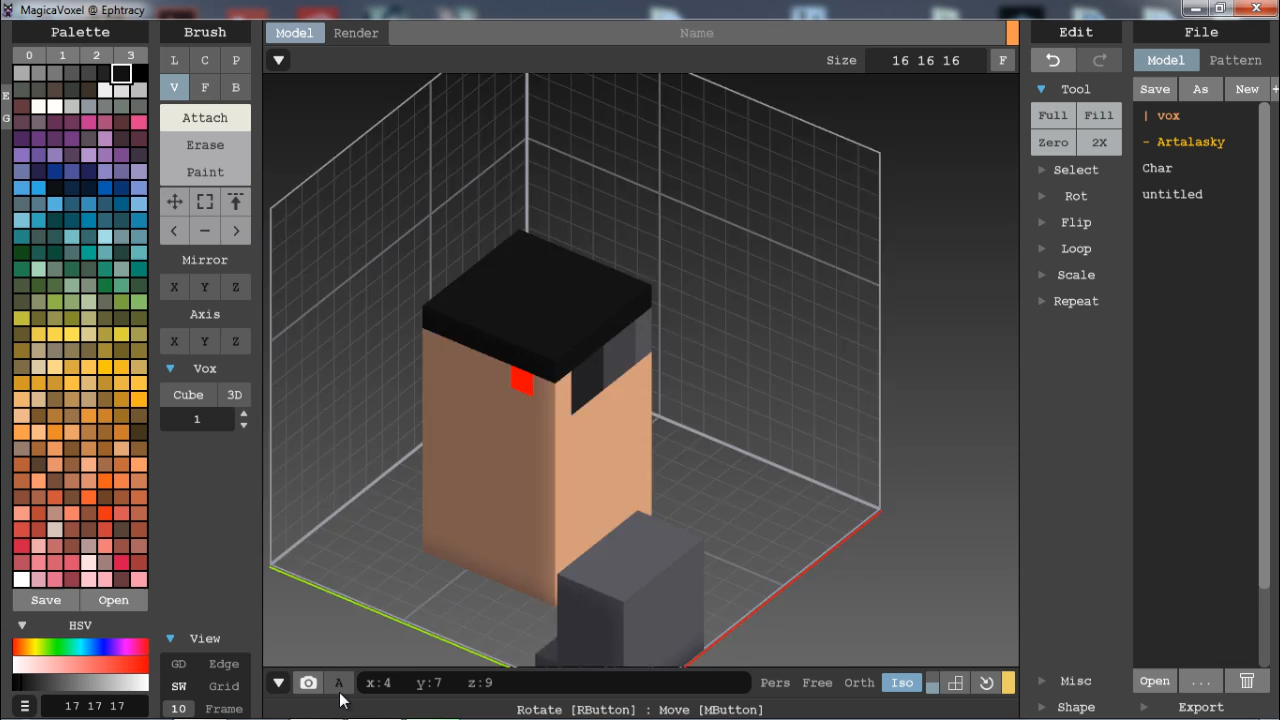 MagicaVoxel @ Ephtracy
Palette
0 1 2 3
E
G
Save Open
HSV
17 17 17
Brush
L C P
V F B
Attach
Erase
Paint
< − >
Mirror
X Y Z
Axis
X Y Z
Vox
Cube 3D
1
View
GD Edge
SW Grid
10 Frame
Model Render Name
Size 16 16 16 F
A x:4 y:7 z:9 Pers Free Orth Iso
Rotate [RButton] : Move [MButton]
Edit
Tool
Full Fill
Zero 2X
Select
Rot
Flip
Loop
Scale
Repeat
Misc
Shape
File
Model Pattern
Save As New +
| vox
- Artalasky
Char
untitled
Open ...
Export